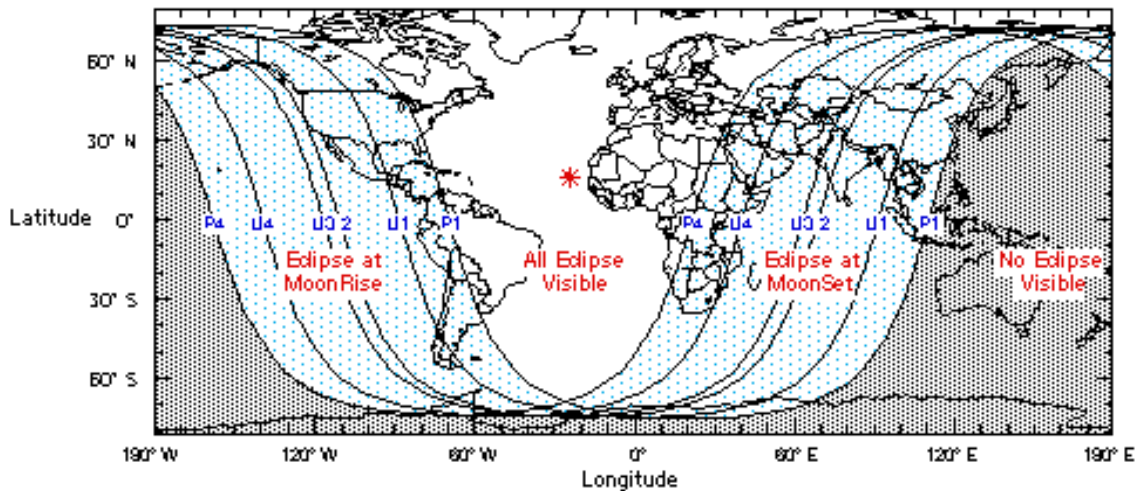 60° N
30° N
Latitude 0°
30° S
60° S
P4 U4 U3 2 U1 P1 P4 U4 U3 2 U1 P1
Eclipse at
MoonRise
All Eclipse
Visible
Eclipse at
MoonSet
No Eclipse
Visible
180° W 120° W 60° W 0° 60° E 120° E 180° E
Longitude